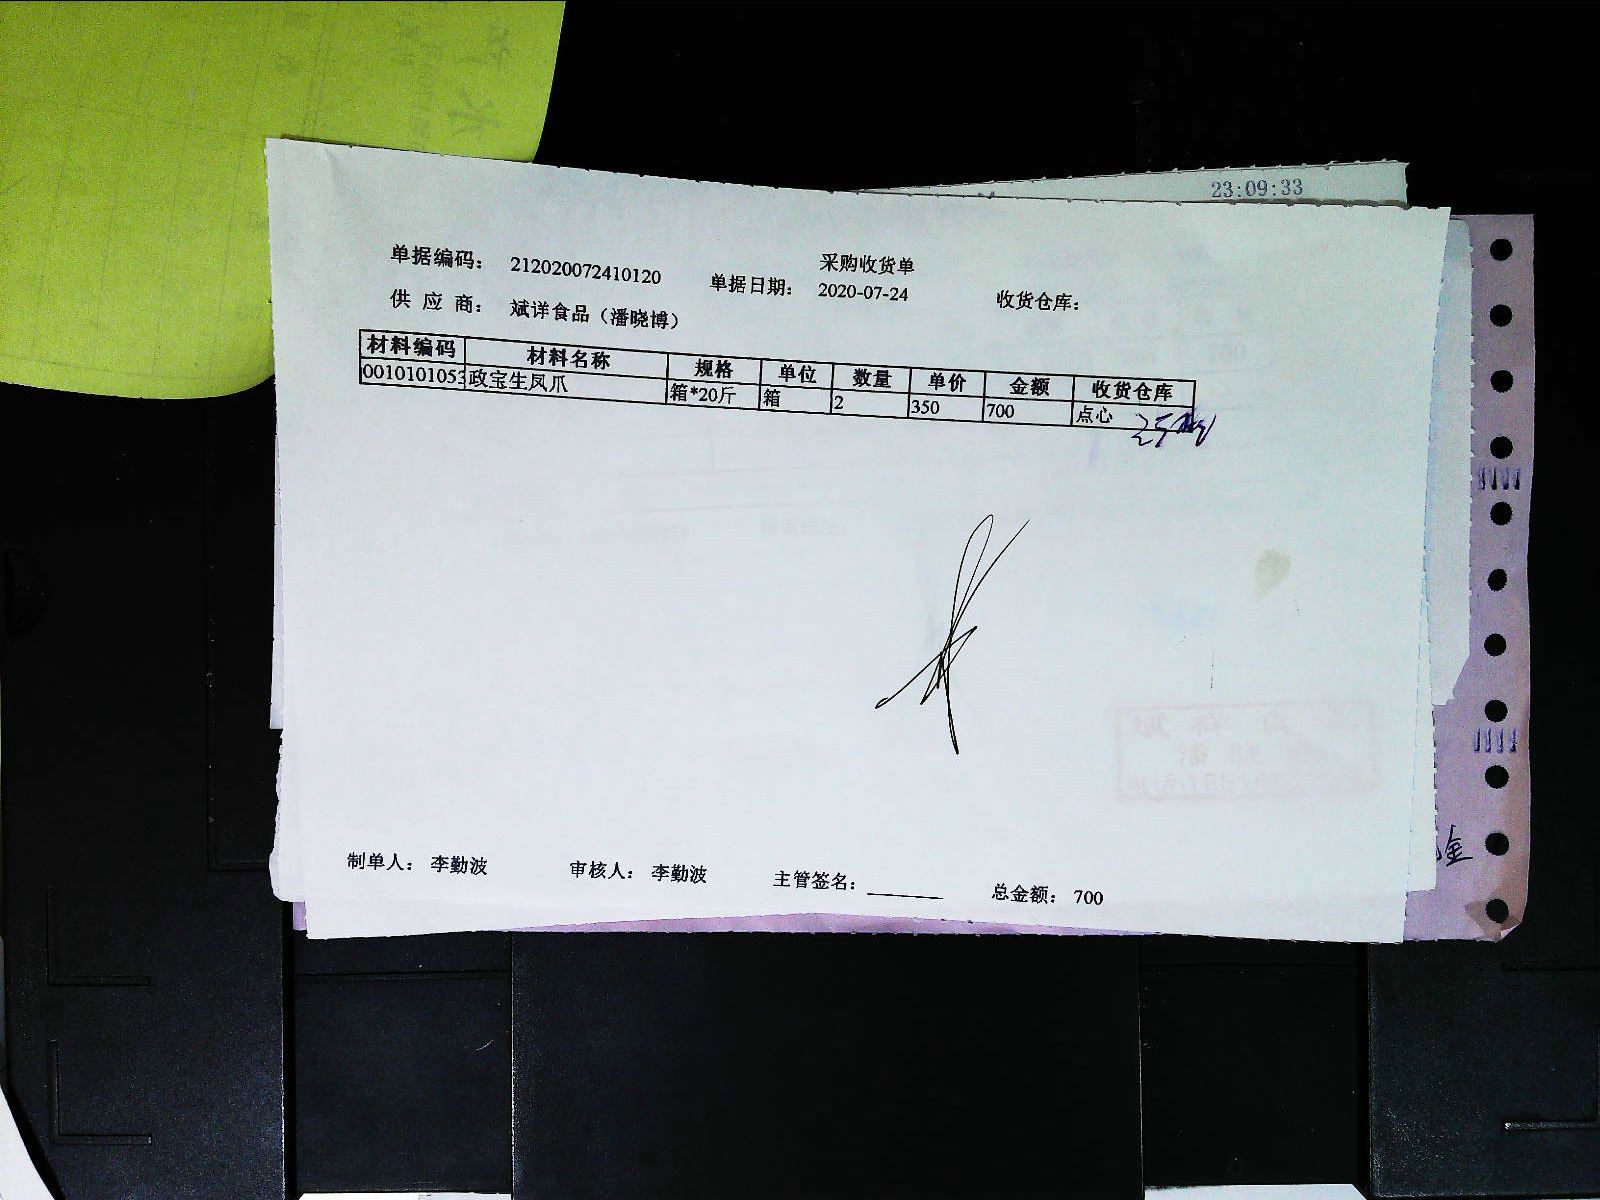 23:09:33
采购收货单
单据编码： 212020072410120 单据日期： 2020-07-24 收货仓库：
供 应 商： 斌洋食品（潘晓博）
材料编码 材料名称 规格 单位 数量 单价 金额 收货仓库
0010101053 政宝生凤爪 箱*20斤 箱 2 350 700 点心
制单人： 李勤波 审核人： 李勤波 主管签名： 总金额： 700
金